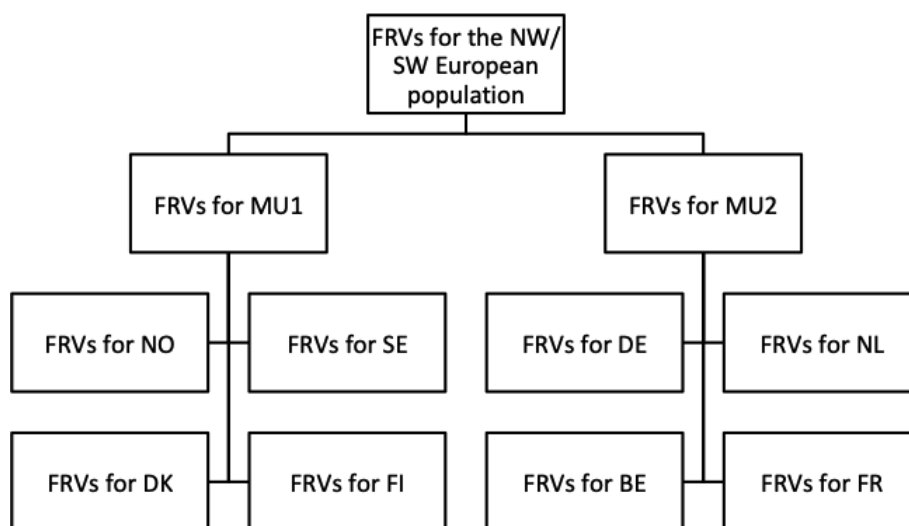 FRVs for the NW/
SW European
population
FRVs for MU1
FRVs for MU2
FRVs for NO
FRVs for SE
FRVs for DE
FRVs for NL
FRVs for DK
FRVs for FI
FRVs for BE
FRVs for FR